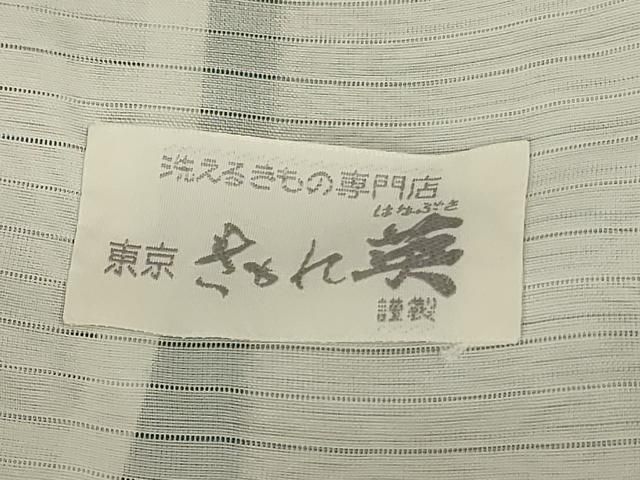 洗えるきもの専門店
はなぶさ
東京 きもの英
謹製